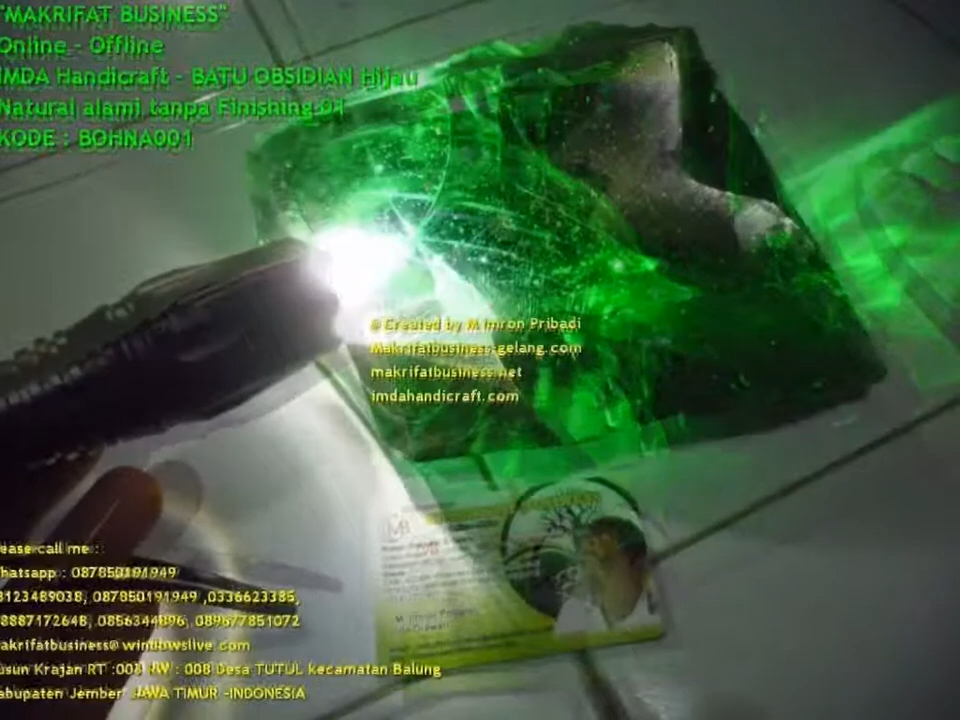 "MAKRIFAT BUSINESS"
Online - Offline
IMDA Handicraft - BATU OBSIDIAN Hijau
Natural alami tanpa Finishing 01
KODE : BOHNA001
© Created by M Imron Pribadi
Makrifatbusiness-gelang.com
makrifatbusiness.net
imdahandicraft.com
ease call me :
hatsapp : 087850191949
8123489038, 087850191949 ,0336623385,
8887172648, 0856344896, 089677851072
akrifatbusiness@windowslive.com
usun Krajan RT :008 RW : 008 Desa TUTUL kecamatan Balung
abupaten Jember JAWA TIMUR -INDONESIA